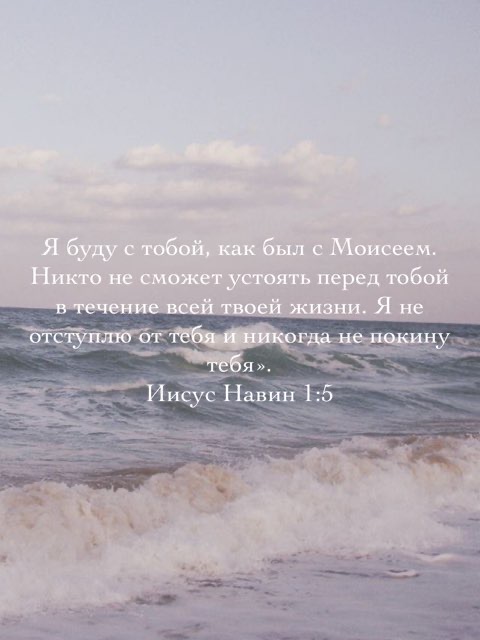 Я буду с тобой, как был с Моисеем.
Никто не сможет устоять перед тобой
в течение всей твоей жизни. Я не
отступлю от тебя и никогда не покину
тебя».
Иисус Навин 1:5